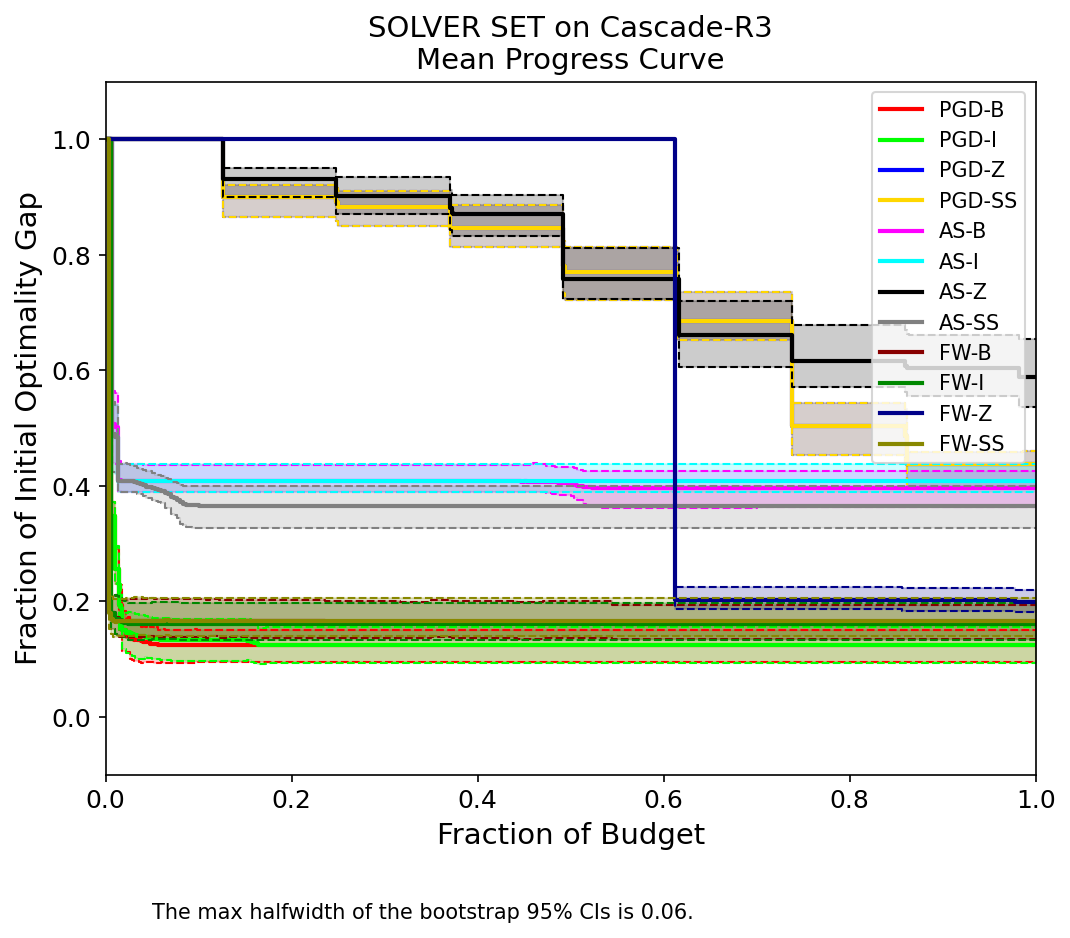 SOLVER SET on Cascade-R3
Mean Progress Curve
Fraction of Initial Optimality Gap
1.0
0.8
0.6
0.4
0.2
0.0
PGD-B
PGD-I
PGD-Z
PGD-SS
AS-B
AS-I
AS-Z
AS-SS
FW-B
FW-I
FW-Z
FW-SS
0.0 0.2 0.4 0.6 0.8 1.0
Fraction of Budget
The max halfwidth of the bootstrap 95% CIs is 0.06.